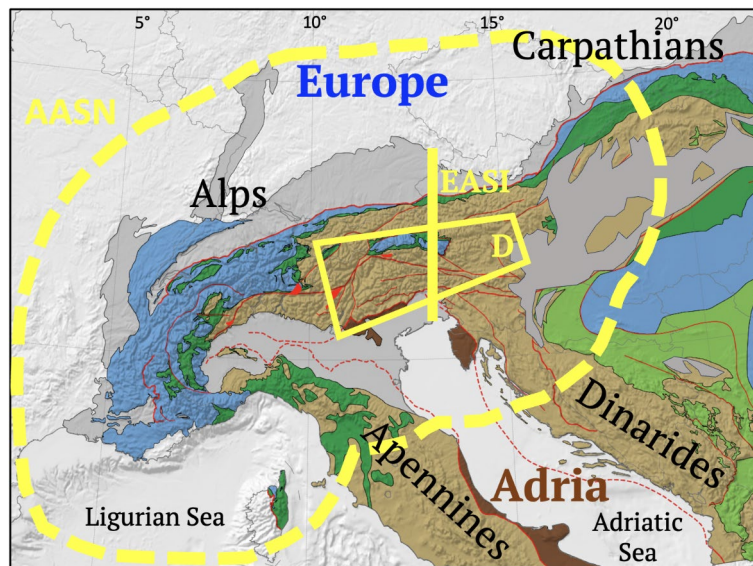 5° 10° 15° 20°
Carpathians
Europe
AASN
Alps
EASI
D
Dinarides
Apennines
Adria
Ligurian Sea
Adriatic
Sea